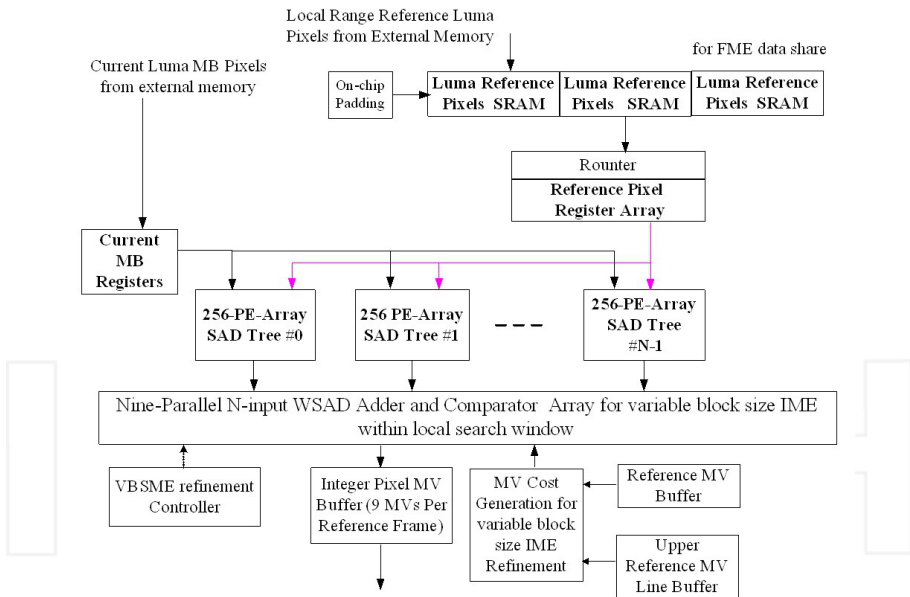 Local Range Reference Luma
Pixels from External Memory
for FME data share
Current Luma MB Pixels
from external memory
On-chip
Padding
Luma Reference
Pixels SRAM
Luma Reference
Pixels SRAM
Luma Reference
Pixels SRAM
Rounter
Reference Pixel
Register Array
Current
MB
Registers
256-PE-Array
SAD Tree #0
256 PE-Array
SAD Tree #1
256-PE-Array
SAD Tree
#N-1
Nine-Parallel N-input WSAD Adder and Comparator Array for variable block size IME
within local search window
VBSME refinement
Controller
Integer Pixel MV
Buffer (9 MVs Per
Reference Frame)
MV Cost
Generation for
variable block
size IME
Refinement
Reference MV
Buffer
Upper
Reference MV
Line Buffer